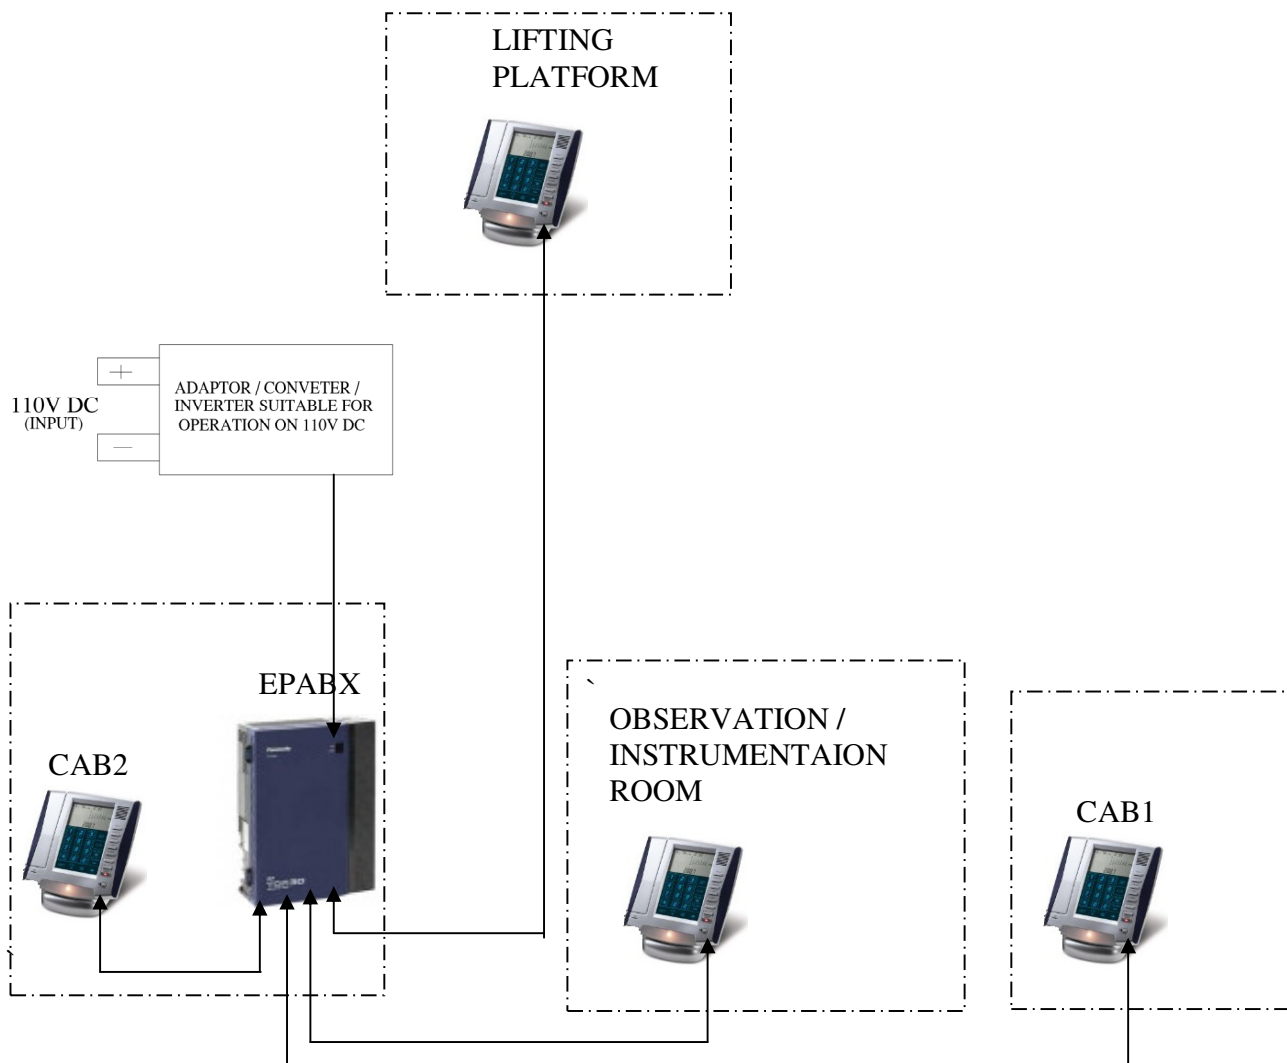 LIFTING
PLATFORM
110V DC
(INPUT)
+
—
ADAPTOR / CONVETER /
INVERTER SUITABLE FOR
OPERATION ON 110V DC
EPABX
Panasonic
CAB2
`
OBSERVATION /
INSTRUMENTAION
ROOM
CAB1
`